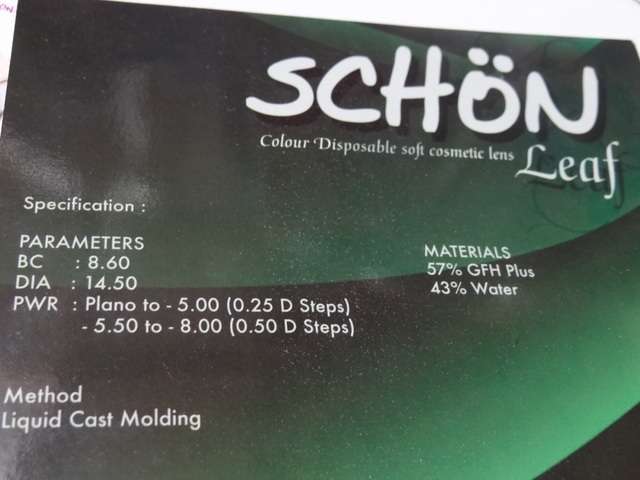 SCHÖN
Colour Disposable soft cosmetic lens
Leaf
Specification :
PARAMETERS
BC : 8.60
DIA : 14.50
PWR : Plano to - 5.00 (0.25 D Steps)
- 5.50 to - 8.00 (0.50 D Steps)
MATERIALS
57% GFH Plus
43% Water
Method
Liquid Cast Molding